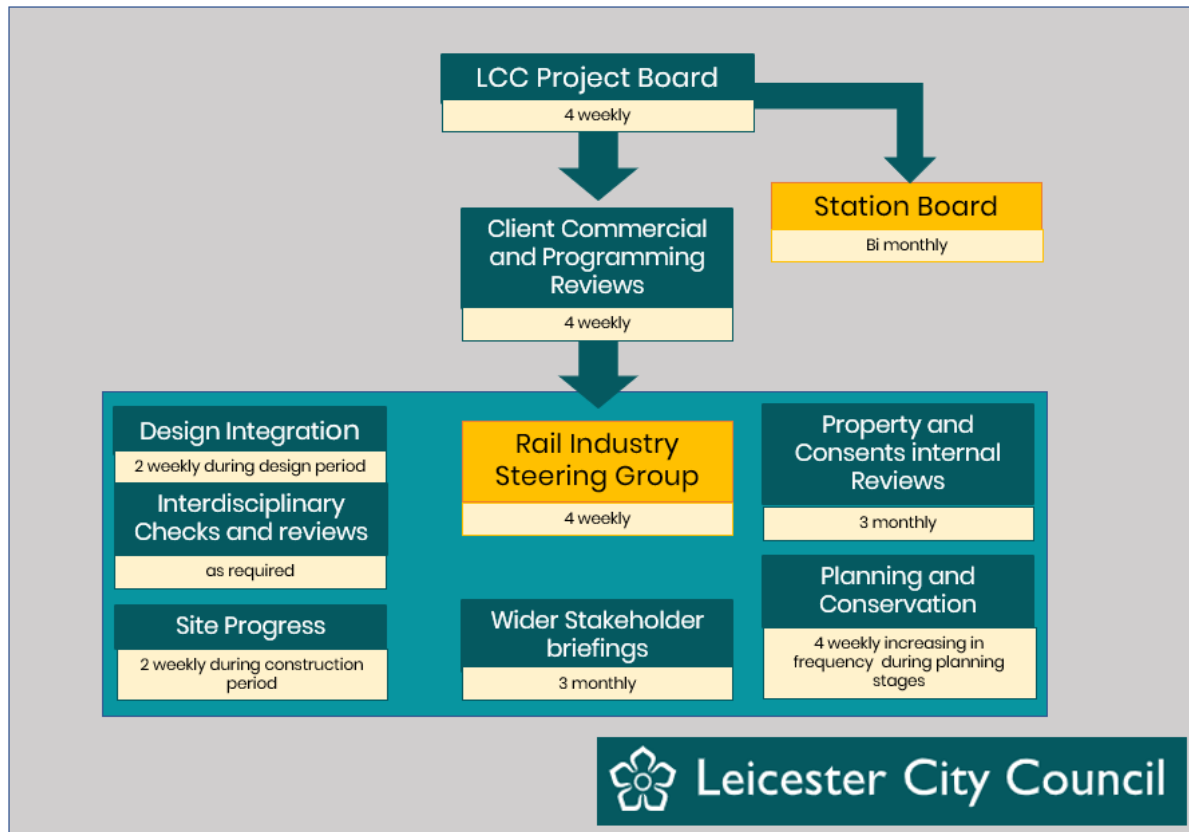 LCC Project Board
4 weekly
Station Board
Bi monthly
Client Commercial
and Programming
Reviews
4 weekly
Design Integration
2 weekly during design period
Interdisciplinary
Checks and reviews
as required
Site Progress
2 weekly during construction
period
Rail Industry
Steering Group
4 weekly
Wider Stakeholder
briefings
3 monthly
Property and
Consents internal
Reviews
3 monthly
Planning and
Conservation
4 weekly increasing in
frequency during planning
stages
Leicester City Council